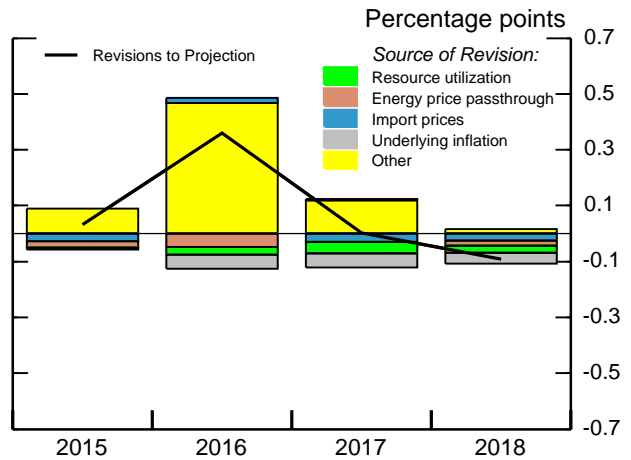 Percentage points
Revisions to Projection
Source of Revision:
Resource utilization
Energy price passthrough
Import prices
Underlying inflation
Other
0.7
0.5
0.3
0.1
-0.1
-0.3
-0.5
-0.7
2015 2016 2017 2018